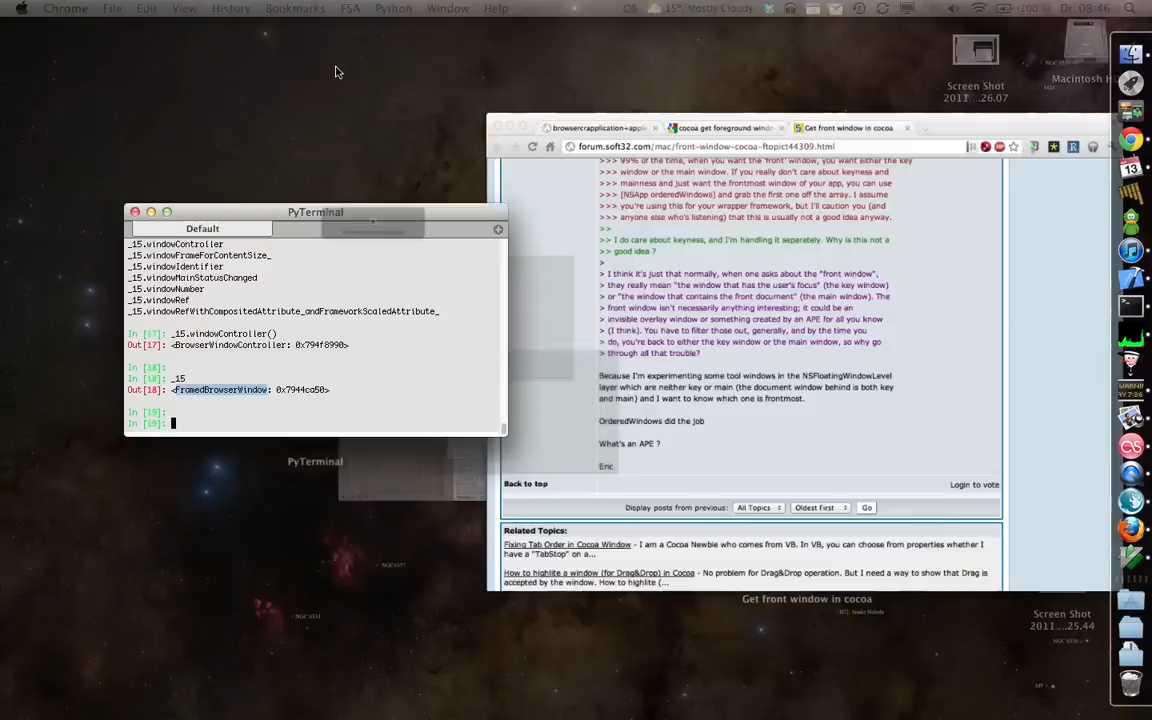 Chrome File Edit View History Bookmarks FSA Python Window Help
15° Mostly Cloudy
Di 08:46
Screen Shot
2011....26.07
Macintosh
browsercrapplication+apple
cocoa get foreground windo
Get front window in cocoa
forum.soft32.com/mac/front-window-cocoa-ftopict44309.html
>>> 99% of the time, when you want the 'front' window, you want either the key
>>> window or the main window. If you really don't care about keyness and
>>> mainness and just want the frontmost window of your app, you can use
>>> [NSApp orderedWindows] and grab the first one off the array. I assume
>>> you're using this for your wrapper framework, but I'll caution you (and
>>> anyone else who's listening) that this is usually not a good idea anyway.
>>
>> I do care about keyness, and I'm handling it separately. Why is this not a
>> good idea ?
>
> I think it's just that normally, when one asks about the "front window",
> they really mean "the window that has the user's focus" (the key window)
> or "the window that contains the front document" (the main window). The
> front window isn't necessarily anything interesting; it could be an
> invisible overlay window or something created by an APE for all you know
> (I think). You have to filter those out, generally, and by the time you
> do, you're back to either the key window or the main window, so why go
> through all that trouble?
Because I'm experimenting some tool windows in the NSFloatingWindowLevel
layer which are neither key or main (the document window behind is both key
and main) and I want to know which one is frontmost.
OrderedWindows did the job
What's an APE ?
Eric
Back to top
Login to vote
Display posts from previous: All Topics Oldest First Go
Related Topics:
Fixing Tab Order in Cocoa Window - I am a Cocoa Newbie who comes from VB. In VB, you can choose from properties whether I
have a "TabStop" on a...
How to highlite a window (for Drag&Drop) in Cocoa - No problem for Drag&Drop operation. But I need a way to show that Drag is
accepted by the window. How to highlite (...
Get front window in cocoa
PyTerminal
Default
_15.windowController
_15.windowFrameForContentSize_
_15.windowIdentifier
_15.windowMainStatusChanged
_15.windowNumber
_15.windowRef
_15.windowRefWithCompositedAttribute_andFrameworkScaledAttribute_
In [17]: _15.windowController()
Out[17]: <BrowserWindowController: 0x794f8990>
In [18]:
In [18]: _15
Out[18]: <FramedBrowserWindow: 0x7944ca50>
In [19]:
In [19]:
PyTerminal
Screen Shot
2011....25.44
13